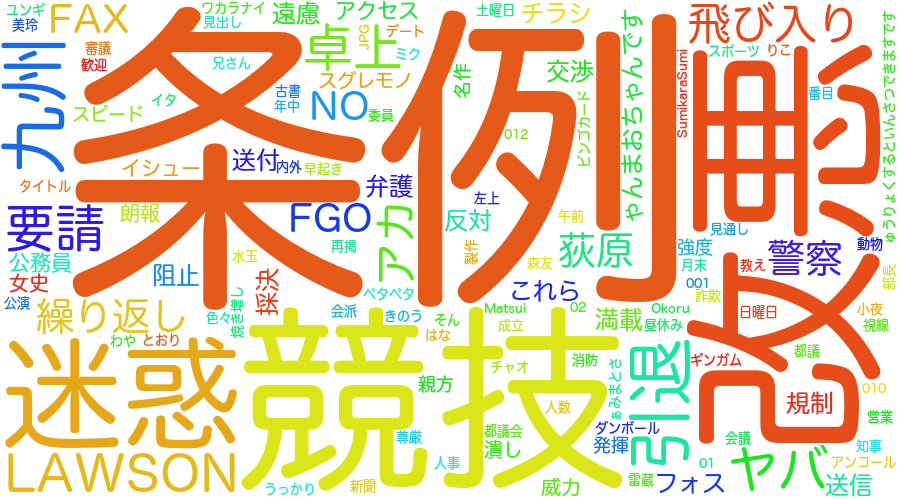 ユンギ
美玲
FAX
ワカラナイ
見出し
遠慮
アクセス
土曜日
チラシ
飛び入り
審議
歓迎
条例
卓上
JPG
デート
ミク
スポーツ
りこ
九州
兄さん
スグレモノ
名作
交渉
SumikaraSumi
番目
改悪
イタ
古書
年中
NO
委員
ビンゴカード
やんまおちゃんです
ゅうりょくするといんさつできますです
スピード
012
イシュー
送付
内外
早起き
タイトル
弁護
左上
午前
要請
朗報
FGO
アカ
反対
荻原
見通し
動物
再掲
製作
強度
警察
公務員
水玉
森友
月末
教え
女史
阻止
採決
ペタペタ
これら
001
詐欺
部長
公演
色々
焼き増し
会派
きのう
そん
Matsui
02
Okoru
日曜日
小夜
視線
繰り返し
はな
成立
満載
昼休み
わや
とおり
迷惑
競技
チャオ
消防
ぁみまとさ
引退
ギンガム
都議
010
親方
規制
人数
ダンボール
営業
尊厳
都議会
潰し
発揮
会議
知事
LAWSON
人事
雷蔵
01
ヤバ
アンコール
うっかり
新聞
威力
フォス
送信